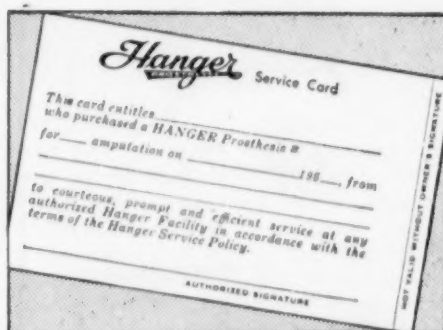 Hanger
PROSTHESIS
Service Card
This card entitles
who purchased a HANGER Prosthesis #
for amputation on 196 , from
to courteous, prompt and efficient service at any
authorized Hanger Facility in accordance with the
terms of the Hanger Service Policy.
AUTHORIZED SIGNATURE
NOT VALID WITHOUT OWNER'S SIGNATURE